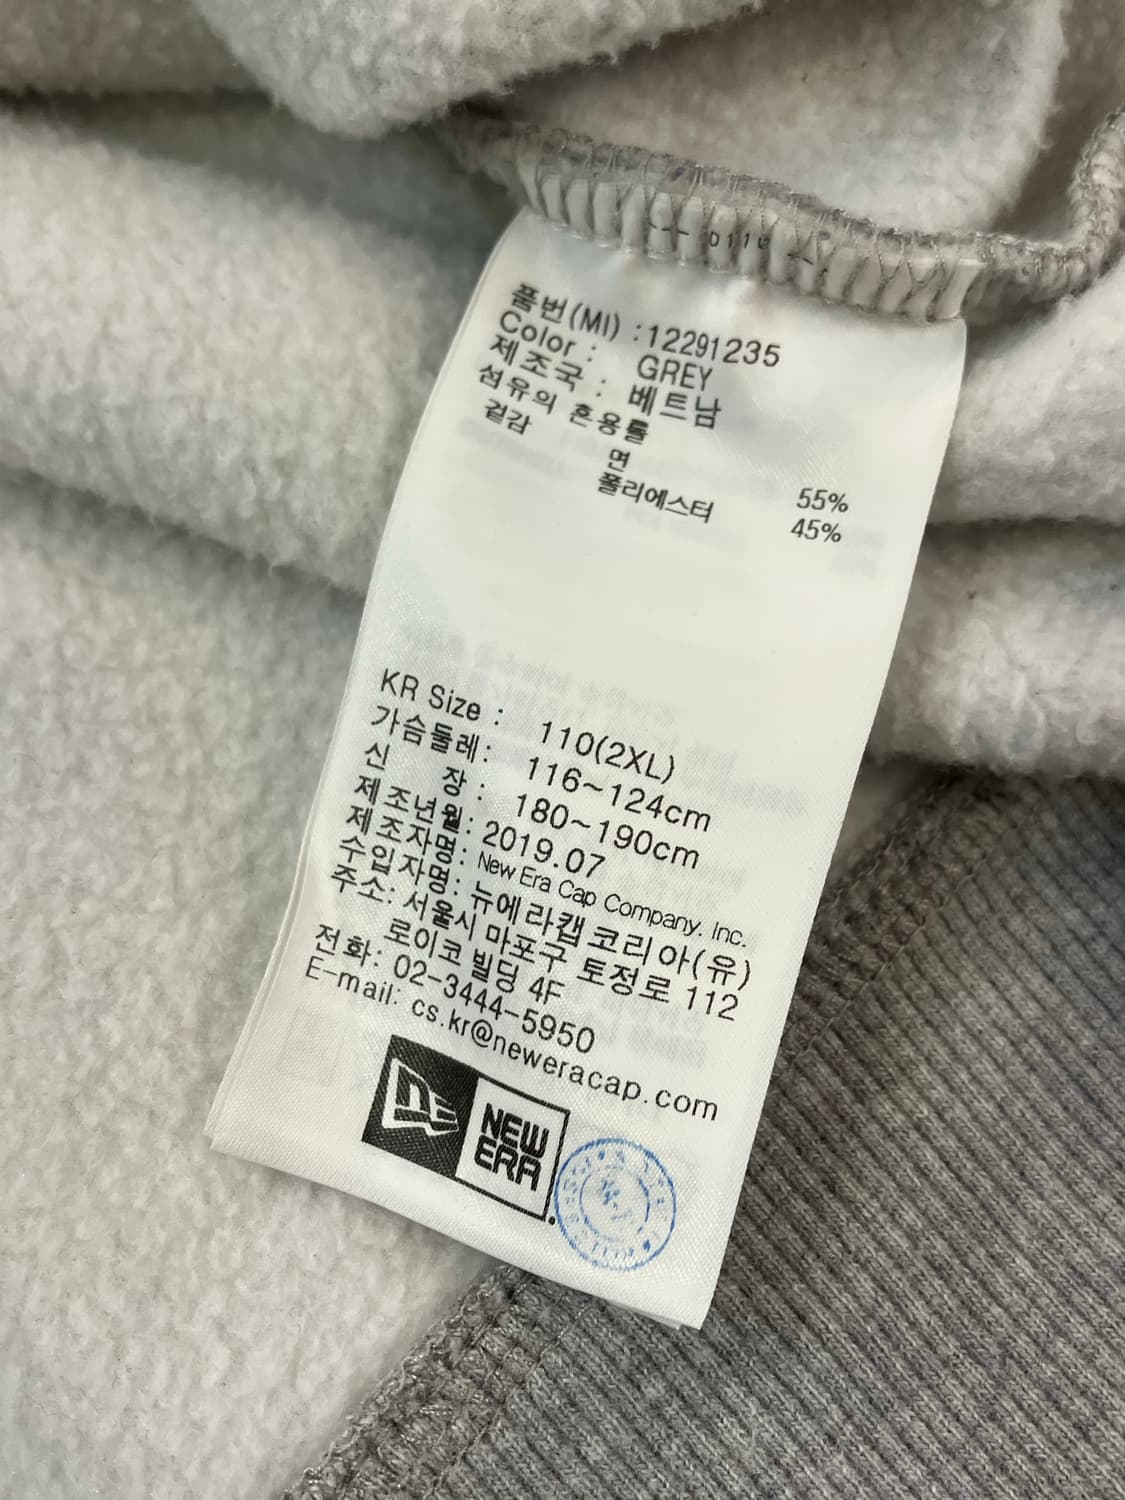 품번(MI) : 12291235
Color : GREY
제조국 : 베트남
섬유의 혼용률
겉감
면 55%
폴리에스터 45%
KR Size : 110(2XL)
가슴둘레: 116~124cm
신 장 : 180~190cm
제조년월: 2019.07
제조자명: New Era Cap Company. Inc.
수입자명: 뉴에라캡코리아(유)
주소: 서울시 마포구 토정로 112
로이코 빌딩 4F
전화: 02-3444-5950
E-mail: cs.kr@neweracap.com
NEW
ERA